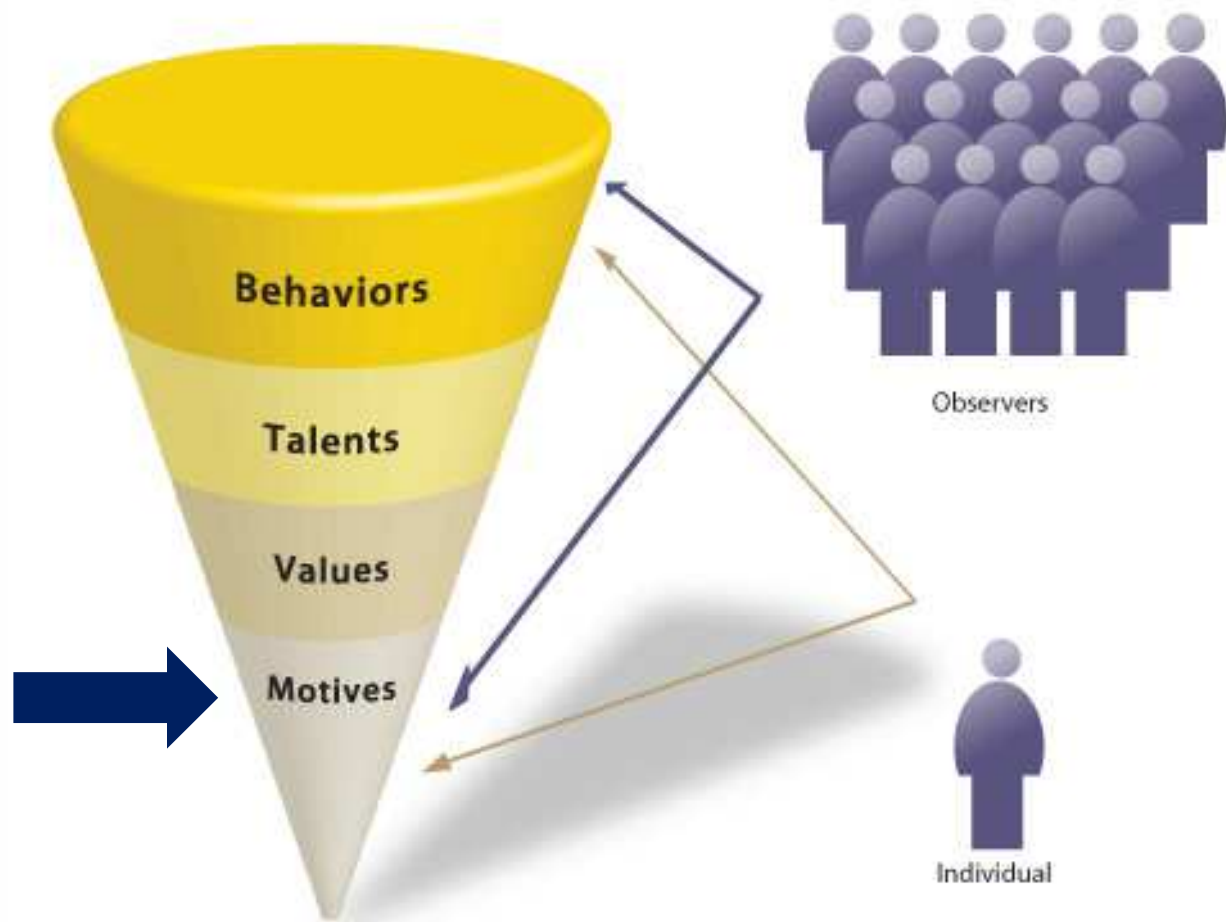 Behaviors
Talents
Values
Motives
Observers
Individual